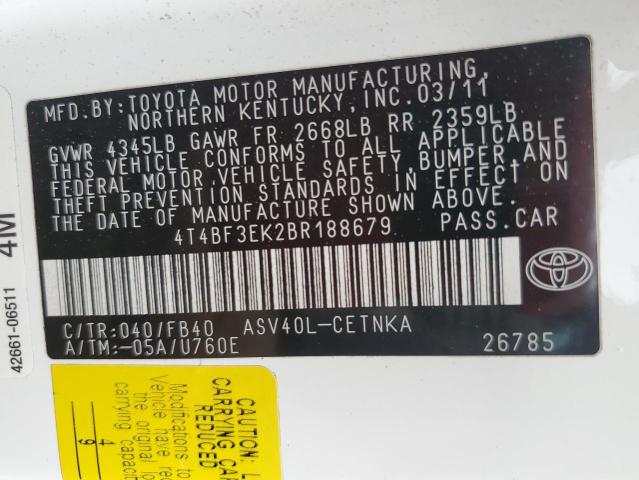 MFD.BY:TOYOTA MOTOR MANUFACTURING,
NORTHERN KENTUCKY,INC.03/11
GVWR 4345LB GAWR FR 2668LB RR 2359LB
THIS VEHICLE CONFORMS TO ALL APPLICABLE
FEDERAL MOTOR VEHICLE SAFETY,BUMPER,AND
THEFT PREVENTION STANDARDS IN EFFECT ON
THE DATE OF MANUFACTURE SHOWN ABOVE.
4T4BF3EK2BR188679 PASS.CAR
C/TR:040/FB40 ASV40L-CETNKA
A/TM:-05A/U760E 26785
42661-06511 4M
CAUTION: L
CARRYING CA
REDUCED
Modifications to
Vehicle have re
the original
carrying capac
4
9